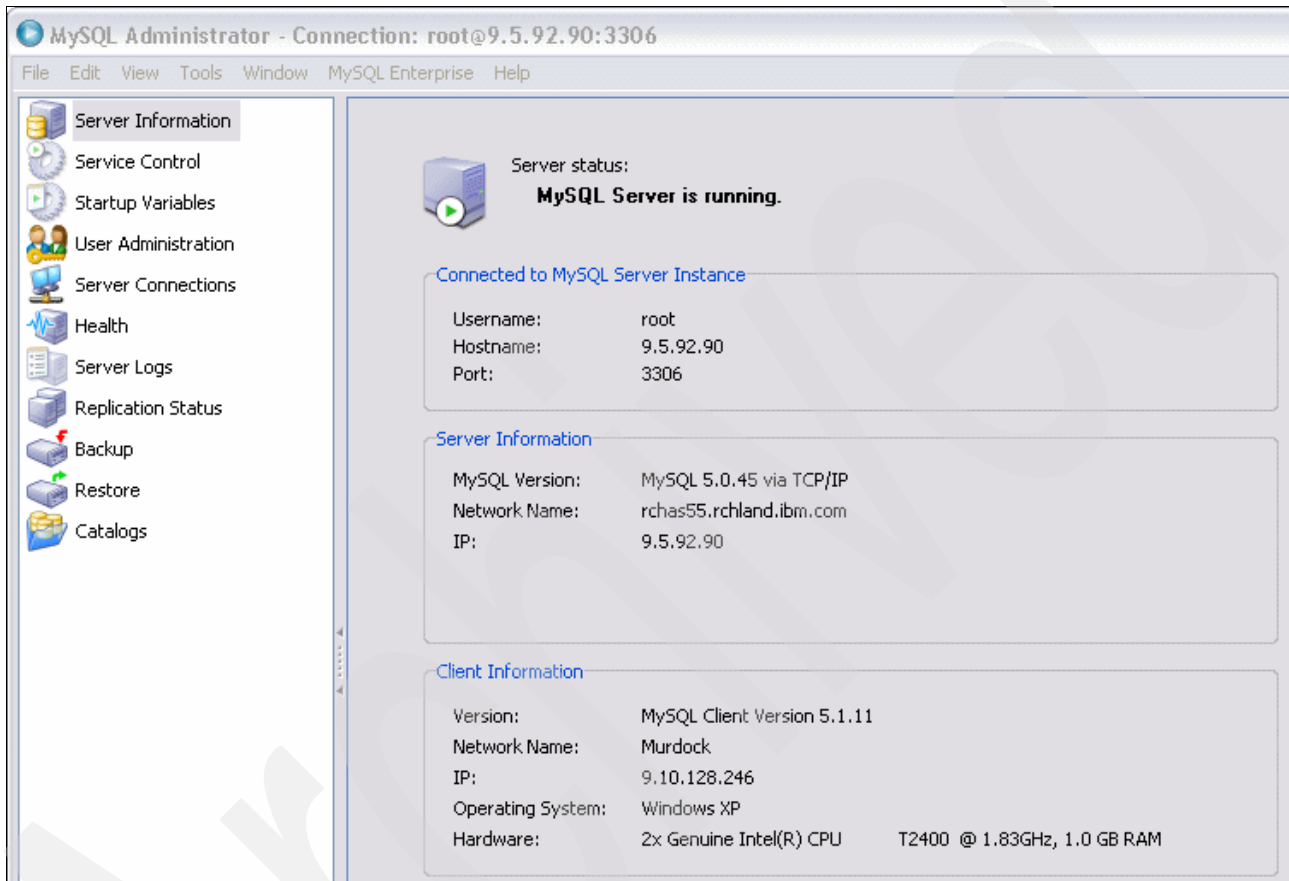 MySQL Administrator - Connection: root@9.5.92.90:3306
File Edit View Tools Window MySQL Enterprise Help
Server Information
Service Control
Startup Variables
User Administration
Server Connections
Health
Server Logs
Replication Status
Backup
Restore
Catalogs
Server status:
MySQL Server is running.
Connected to MySQL Server Instance
Username: root
Hostname: 9.5.92.90
Port: 3306
Server Information
MySQL Version: MySQL 5.0.45 via TCP/IP
Network Name: rchas55.rchland.ibm.com
IP: 9.5.92.90
Client Information
Version: MySQL Client Version 5.1.11
Network Name: Murdock
IP: 9.10.128.246
Operating System: Windows XP
Hardware: 2x Genuine Intel(R) CPU T2400 @ 1.83GHz, 1.0 GB RAM